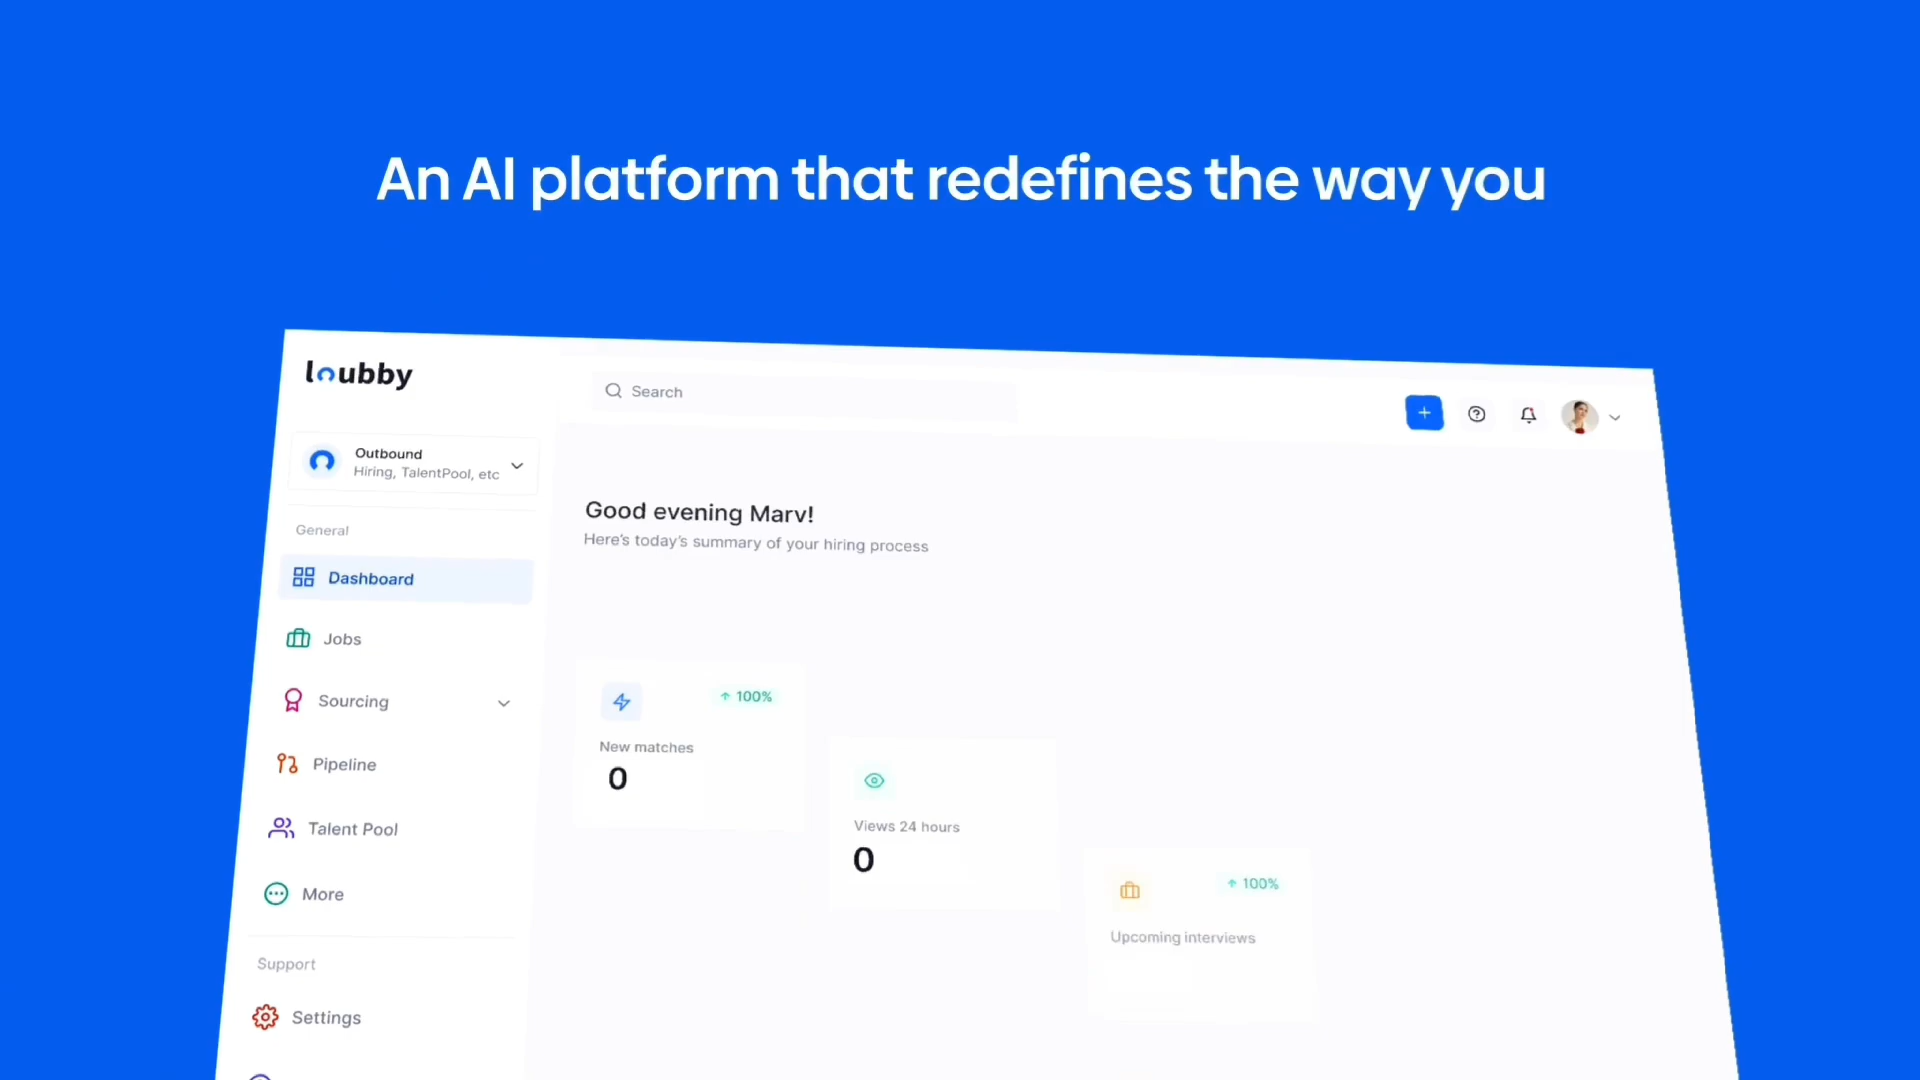 An AI platform that redefines the way you
loubby
Search
Outbound
Hiring, TalentPool, etc
General
Dashboard
Jobs
Sourcing
Pipeline
Talent Pool
More
Support
Settings
Good evening Marv!
Here's today's summary of your hiring process
100%
New matches
0
Views 24 hours
0
100%
Upcoming interviews